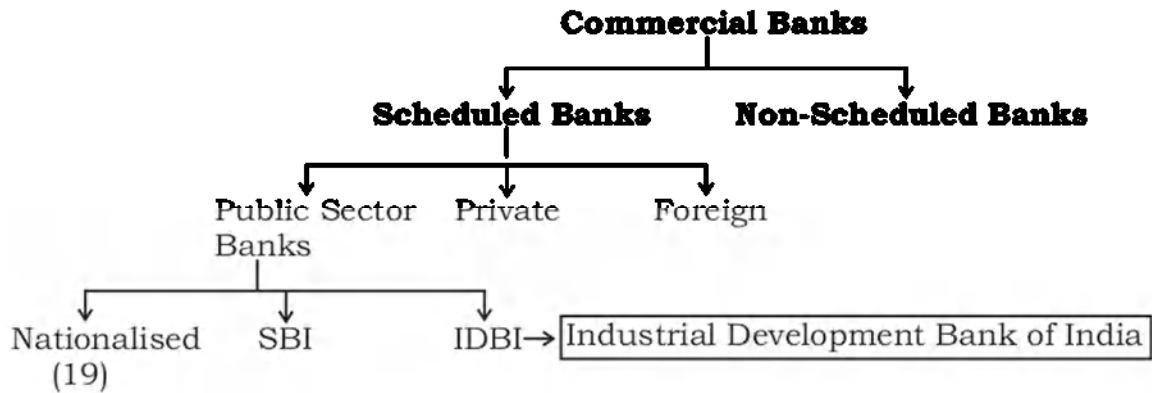 Commercial Banks
Scheduled Banks Non-Scheduled Banks
Public Sector Private Foreign
Banks
Nationalised SBI IDBI Industrial Development Bank of India
(19)